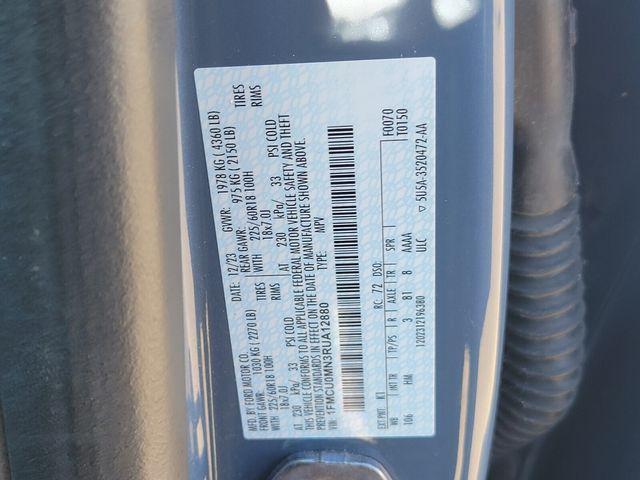 MFD. BY FORD MOTOR CO. DATE: 12/23 GVWR: 1978 KG ( 4360 LB)
FRONT GAWR: 1030 KG ( 2270 LB) REAR GAWR: 975 KG ( 2150 LB)
WITH 225/60R18 100H TIRES WITH 225/60R18 100H TIRES
18x7.0J RIMS 18x7.0J RIMS
AT 230 kPa/ 33 PSI COLD AT 230 kPa/ 33 PSI COLD
THIS VEHICLE CONFORMS TO ALL APPLICABLE FEDERAL MOTOR VEHICLE SAFETY AND THEFT
PREVENTION STANDARDS IN EFFECT ON THE DATE OF MANUFACTURE SHOWN ABOVE.
VIN: 1FMCU0MN3RUA12880 TYPE: MPV
F0070
EXT PNT: K1 RC: 72 DSO: T0150
WB INT TR TP/PS R AXLE TR SPR
106 HM 3 81 8 AAAA
1202312196380 ULC ▽ 5U5A-3520472-AA